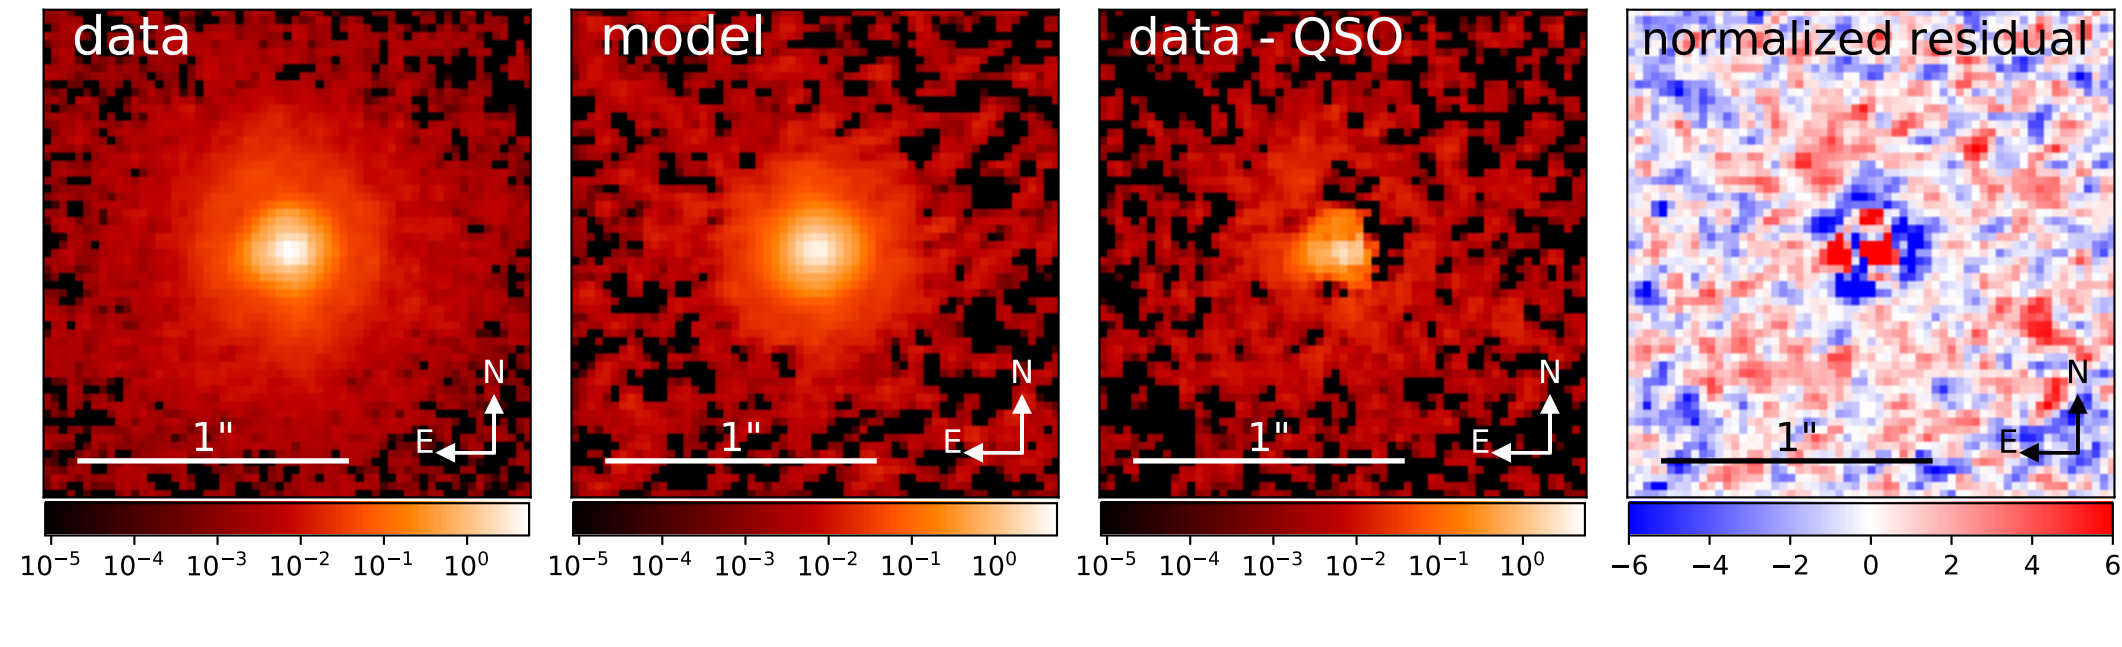 data model data - QSO normalized residual
N N N N
1" E 1" E 1" E 1" E
10⁻⁵ 10⁻⁴ 10⁻³ 10⁻² 10⁻¹ 10⁰ 10⁻⁵ 10⁻⁴ 10⁻³ 10⁻² 10⁻¹ 10⁰ 10⁻⁵ 10⁻⁴ 10⁻³ 10⁻² 10⁻¹ 10⁰ −6 −4 −2 0 2 4 6